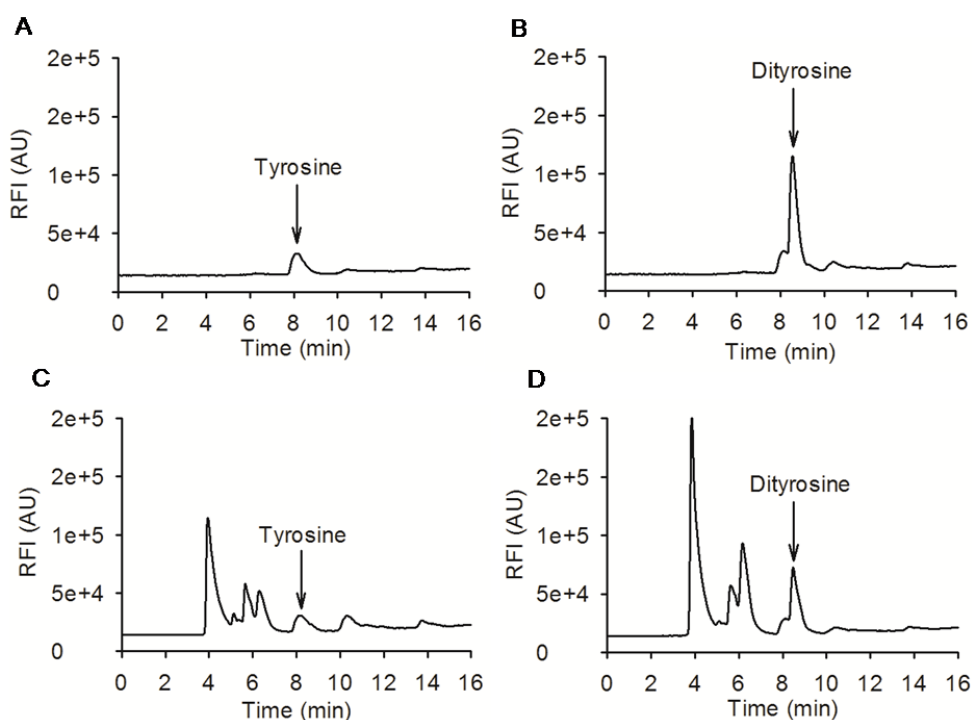 A
2e+5
2e+5
1e+5
5e+4
0
RFI (AU)
Tyrosine
0 2 4 6 8 10 12 14 16
Time (min)
B
2e+5
2e+5
1e+5
5e+4
0
RFI (AU)
Dityrosine
0 2 4 6 8 10 12 14 16
Time (min)
C
2e+5
2e+5
1e+5
5e+4
0
RFI (AU)
Tyrosine
0 2 4 6 8 10 12 14 16
Time (min)
D
2e+5
2e+5
1e+5
5e+4
0
RFI (AU)
Dityrosine
0 2 4 6 8 10 12 14 16
Time (min)